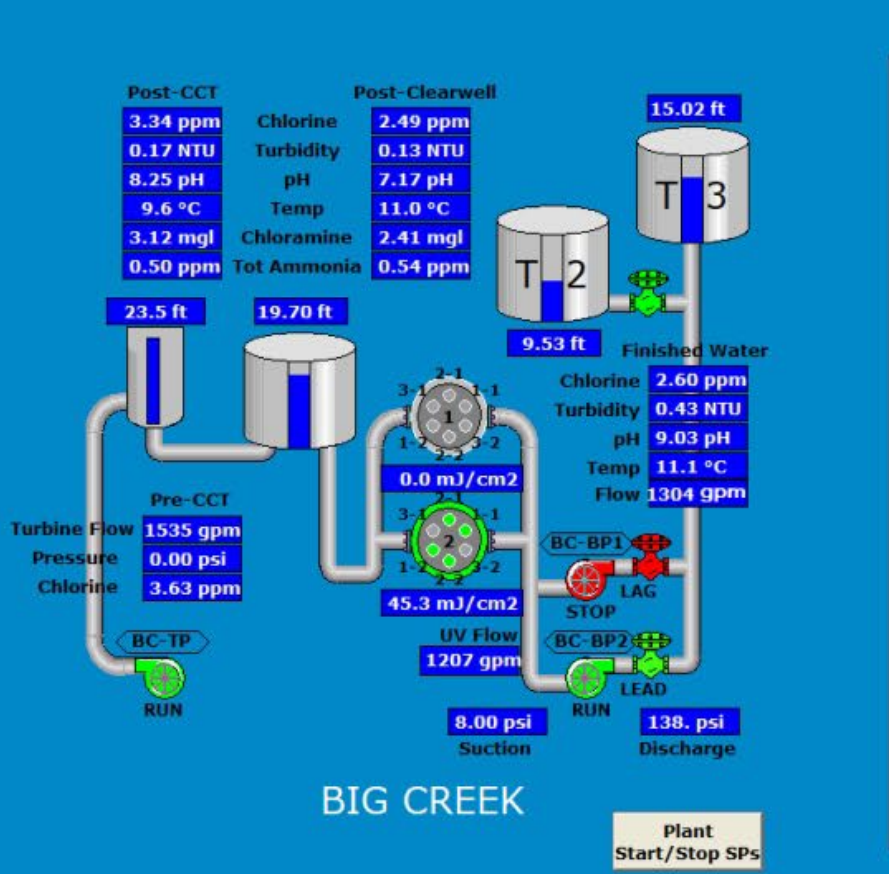 Post-CCT Post-Clearwell
15.02 ft
3.34 ppm Chlorine 2.49 ppm
0.17 NTU Turbidity 0.13 NTU
8.25 pH pH 7.17 pH
9.6 °C Temp 11.0 °C
3.12 mgl Chloramine 2.41 mgl
0.50 ppm Tot Ammonia 0.54 ppm
T 3
T 2
23.5 ft 19.70 ft
9.53 ft
Finished Water
Chlorine 2.60 ppm
Turbidity 0.43 NTU
pH 9.03 pH
Temp 11.1 °C
Flow 1304 gpm
2-1
3-1 1-1
1
1-2 3-2
2-2
0.0 mJ/cm2
2-1
3-1 1-1
2
1-2 3-2
2-2
45.3 mJ/cm2
Pre-CCT
Turbine Flow 1535 gpm
Pressure 0.00 psi
Chlorine 3.63 ppm
BC-BP1
STOP LAG
UV Flow
1207 gpm
BC-TP
RUN
BC-BP2
RUN LEAD
8.00 psi 138. psi
Suction Discharge
BIG CREEK
Plant
Start/Stop SPs